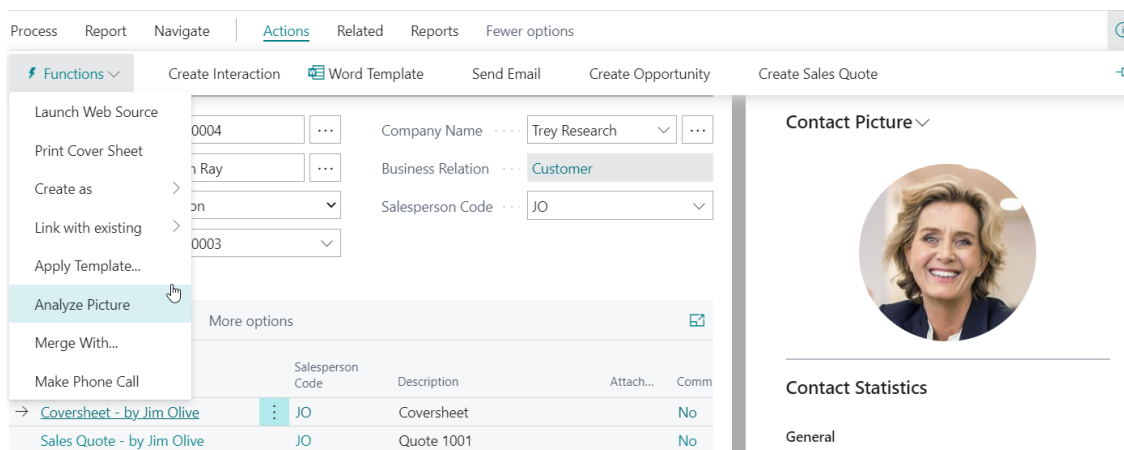 Process Report Navigate Actions Related Reports Fewer options
Functions Create Interaction Word Template Send Email Create Opportunity Create Sales Quote
Launch Web Source
Print Cover Sheet
Create as
Link with existing
Apply Template...
Analyze Picture
Merge With...
Make Phone Call
0004 ... Company Name Trey Research ...
Ray ... Business Relation Customer
on Salesperson Code JO
0003
More options
Salesperson
Code Description Attach... Comm
→ Coversheet - by Jim Olive JO Coversheet No
Sales Quote - by Jim Olive JO Quote 1001 No
Contact Picture
Contact Statistics
General